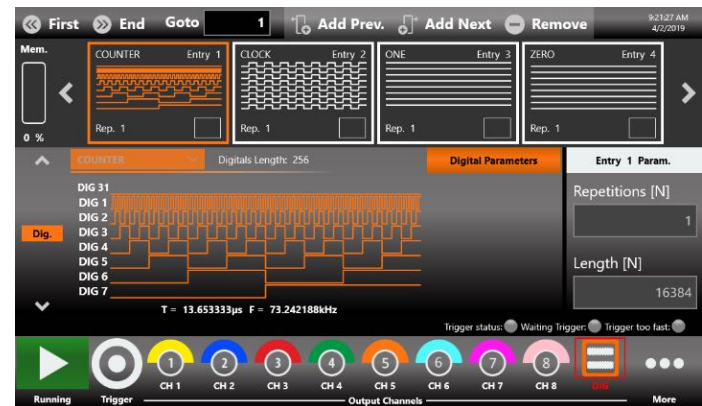 First End Goto 1 Add Prev. Add Next Remove 9:21:27 AM
4/2/2019
Mem.
COUNTER Entry 1
CLOCK Entry 2
ONE Entry 3
ZERO Entry 4
Rep. 1
Rep. 1
Rep. 1
Rep. 1
0 %
COUNTER Digitals Length: 256 Digital Parameters Entry 1 Param.
DIG 31
DIG 1
DIG 2
DIG 3
DIG 4
DIG 5
DIG 6
DIG 7
Dig.
T = 13.653333µs F = 73.242188kHz
Repetitions [N]
1
Length [N]
16384
Trigger status: Waiting Trigger: Trigger too fast:
1 2 3 4 5 6 7 8
CH 1 CH 2 CH 3 CH 4 CH 5 CH 6 CH 7 CH 8 DIG
Running Trigger Output Channels More